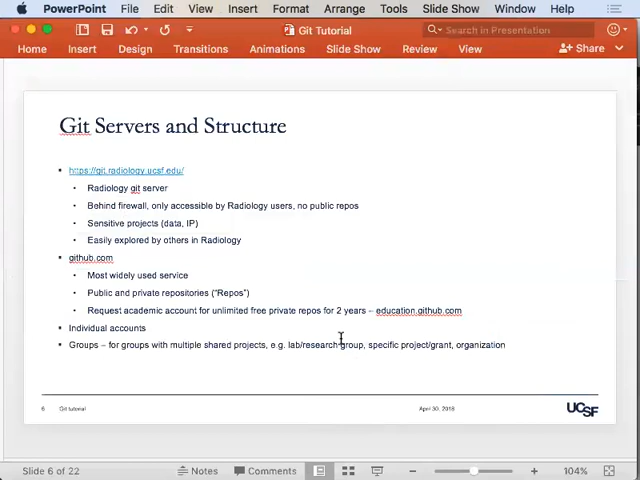 PowerPoint File Edit View Insert Format Arrange Tools Slide Show Window Help
Git Tutorial
Search in Presentation
Home Insert Design Transitions Animations Slide Show Review View Share
Git Servers and Structure
https://git.radiology.ucsf.edu/
Radiology git server
Behind firewall, only accessible by Radiology users, no public repos
Sensitive projects (data, IP)
Easily explored by others in Radiology
github.com
Most widely used service
Public and private repositories (“Repos”)
Request academic account for unlimited free private repos for 2 years – education.github.com
Individual accounts
Groups – for groups with multiple shared projects, e.g. lab/research group, specific project/grant, organization
6 Git tutorial April 30, 2018 UCSF
Slide 6 of 22 Notes Comments 104%